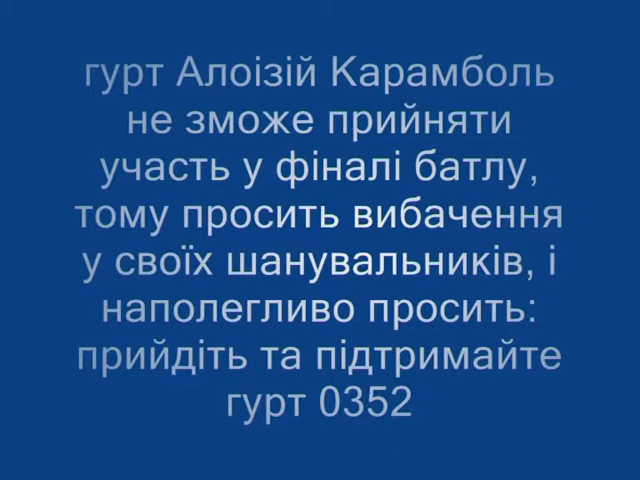 гурт Алоізій Карамболь
не зможе прийняти
участь у фіналі батлу,
тому просить вибачення
у своїх шанувальників, і
наполегливо просить:
прийдіть та підтримайте
гурт 0352